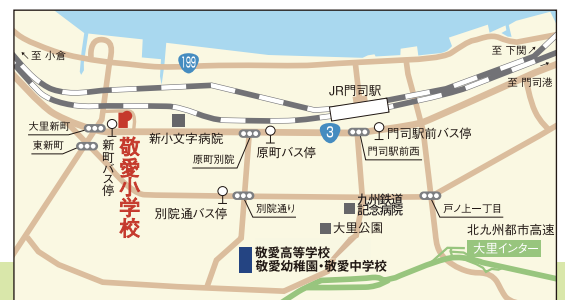 至 小倉
199
至 下関
至 門司港
JR門司駅
大里新町
東新町
新町バス停
敬愛小学校
新小文字病院
原町別院
原町バス停
3
門司駅前バス停
門司駅前西
別院通バス停
別院通り
九州鉄道
記念病院
大里公園
戸ノ上一丁目
北九州都市高速
大里インター
敬愛高等学校
敬愛幼稚園・敬愛中学校